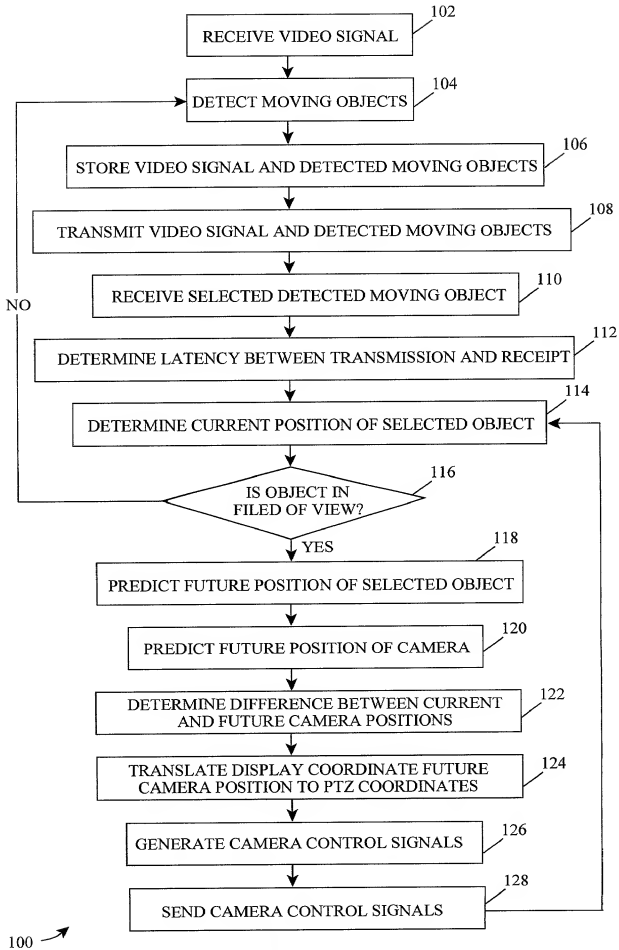 102
RECEIVE VIDEO SIGNAL
104
DETECT MOVING OBJECTS
106
STORE VIDEO SIGNAL AND DETECTED MOVING OBJECTS
108
TRANSMIT VIDEO SIGNAL AND DETECTED MOVING OBJECTS
110
RECEIVE SELECTED DETECTED MOVING OBJECT
NO
112
DETERMINE LATENCY BETWEEN TRANSMISSION AND RECEIPT
114
DETERMINE CURRENT POSITION OF SELECTED OBJECT
116
IS OBJECT IN
FILED OF VIEW?
YES
118
PREDICT FUTURE POSITION OF SELECTED OBJECT
120
PREDICT FUTURE POSITION OF CAMERA
122
DETERMINE DIFFERENCE BETWEEN CURRENT
AND FUTURE CAMERA POSITIONS
124
TRANSLATE DISPLAY COORDINATE FUTURE
CAMERA POSITION TO PTZ COORDINATES
126
GENERATE CAMERA CONTROL SIGNALS
128
SEND CAMERA CONTROL SIGNALS
100